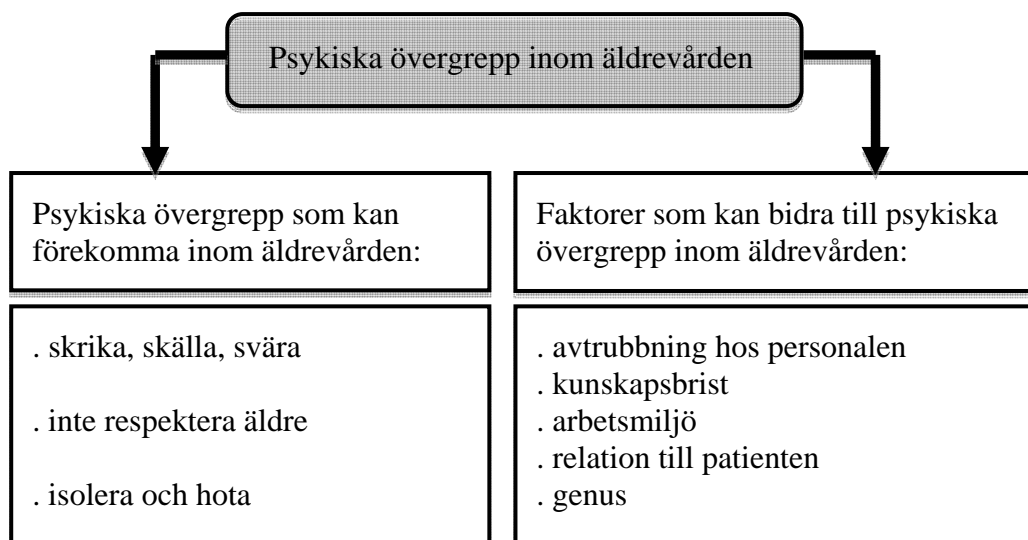 Psykiska övergrepp inom äldrevården
Psykiska övergrepp som kan
förekomma inom äldrevården:
. skrika, skälla, svära
. inte respektera äldre
. isolera och hota
Faktorer som kan bidra till psykiska
övergrepp inom äldrevården:
. avtrubbning hos personalen
. kunskapsbrist
. arbetsmiljö
. relation till patienten
. genus